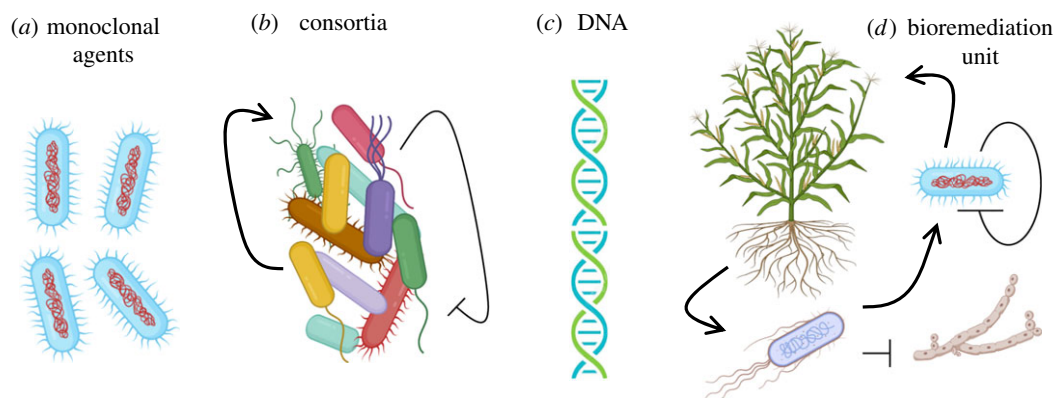 (a) monoclonal
agents
(b) consortia
(c) DNA
(d) bioremediation
unit